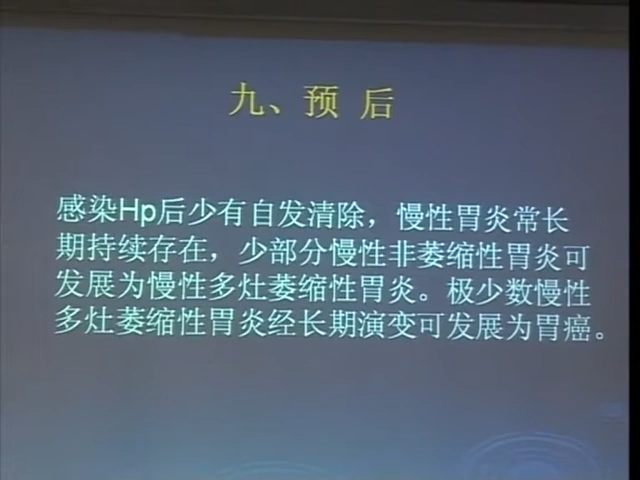 九、预 后
感染Hp后少有自发清除，慢性胃炎常长
期持续存在，少部分慢性非萎缩性胃炎可
发展为慢性多灶萎缩性胃炎。极少数慢性
多灶萎缩性胃炎经长期演变可发展为胃癌。